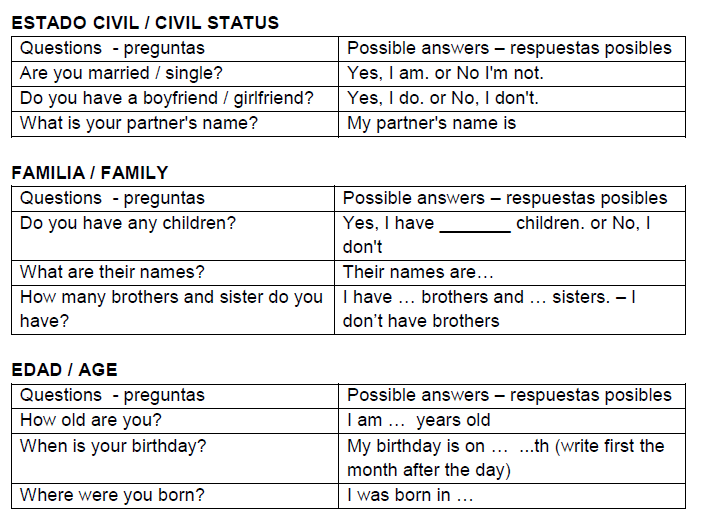 ESTADO CIVIL / CIVIL STATUS
Questions - preguntas
Possible answers – respuestas posibles
Are you married / single?
Yes, I am. or No I'm not.
Do you have a boyfriend / girlfriend?
Yes, I do. or No, I don't.
What is your partner's name?
My partner's name is
FAMILIA / FAMILY
Questions - preguntas
Possible answers – respuestas posibles
Do you have any children?
Yes, I have _______ children. or No, I
don't
What are their names?
Their names are…
How many brothers and sister do you
have?
I have … brothers and … sisters. – I
don't have brothers
EDAD / AGE
Questions - preguntas
Possible answers – respuestas posibles
How old are you?
I am … years old
When is your birthday?
My birthday is on … ...th (write first the
month after the day)
Where were you born?
I was born in …